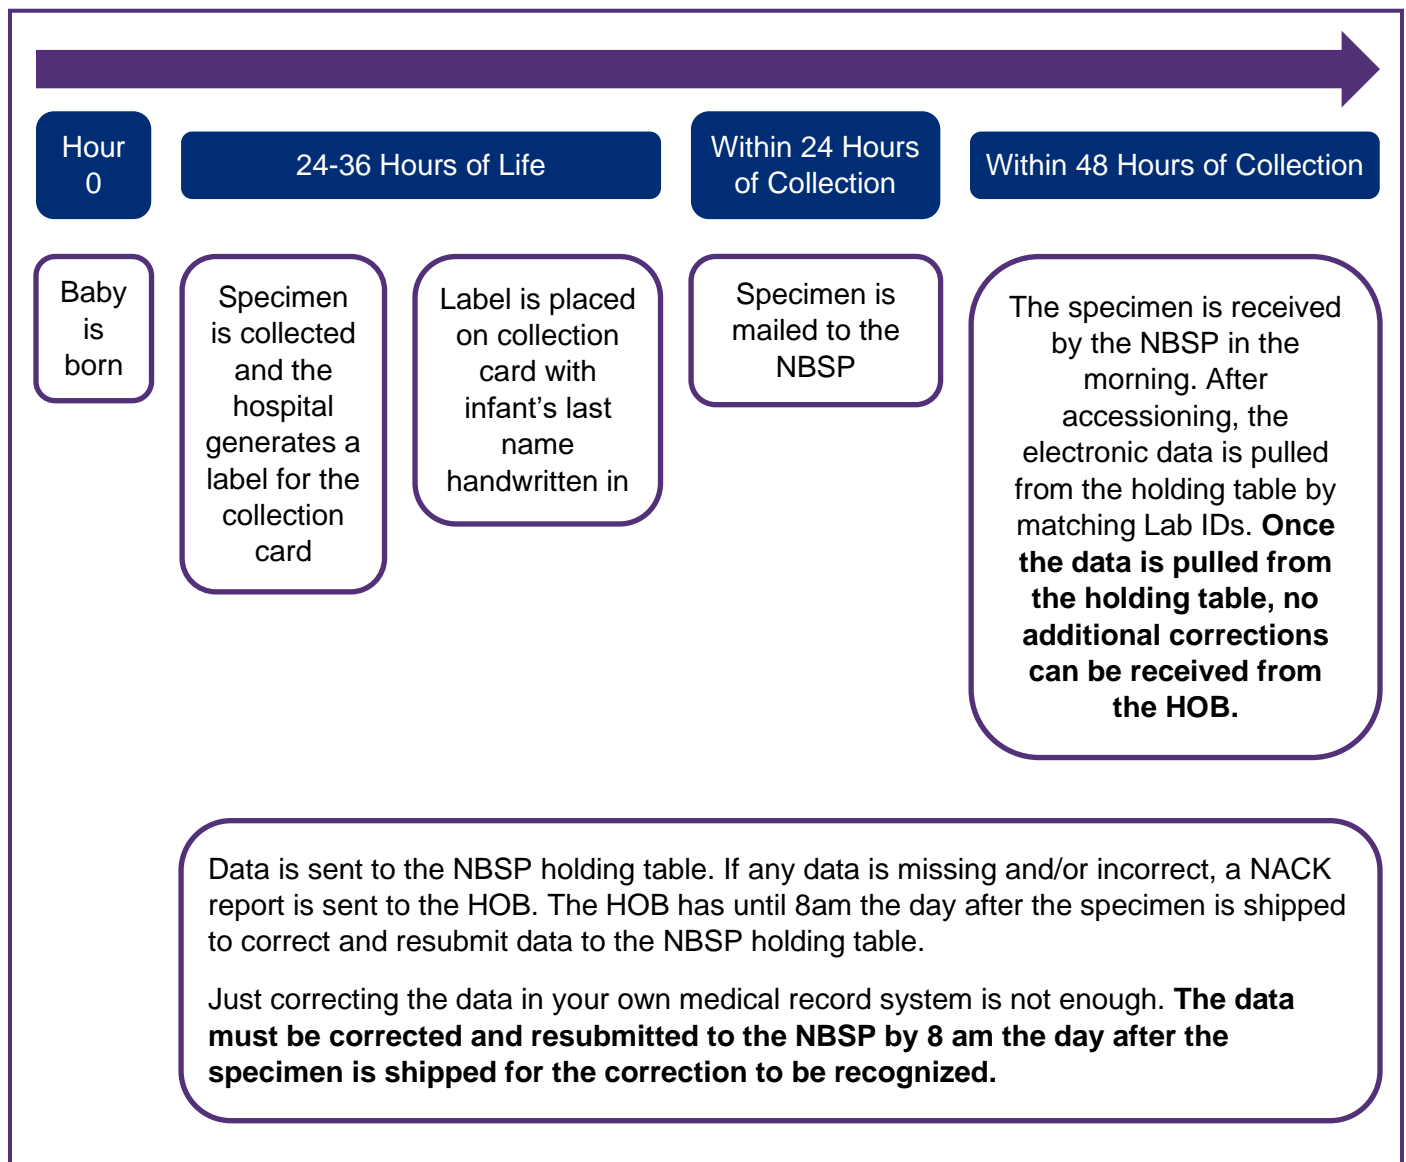 Hour
0
24-36 Hours of Life
Within 24 Hours
of Collection
Within 48 Hours of Collection
Baby
is
born
Specimen
is collected
and the
hospital
generates a
label for the
collection
card
Label is placed
on collection
card with
infant’s last
name
handwritten in
Specimen is
mailed to the
NBSP
The specimen is received
by the NBSP in the
morning. After
accessioning, the
electronic data is pulled
from the holding table by
matching Lab IDs. Once
the data is pulled from
the holding table, no
additional corrections
can be received from
the HOB.
Data is sent to the NBSP holding table. If any data is missing and/or incorrect, a NACK
report is sent to the HOB. The HOB has until 8am the day after the specimen is shipped
to correct and resubmit data to the NBSP holding table.
Just correcting the data in your own medical record system is not enough. The data
must be corrected and resubmitted to the NBSP by 8 am the day after the
specimen is shipped for the correction to be recognized.